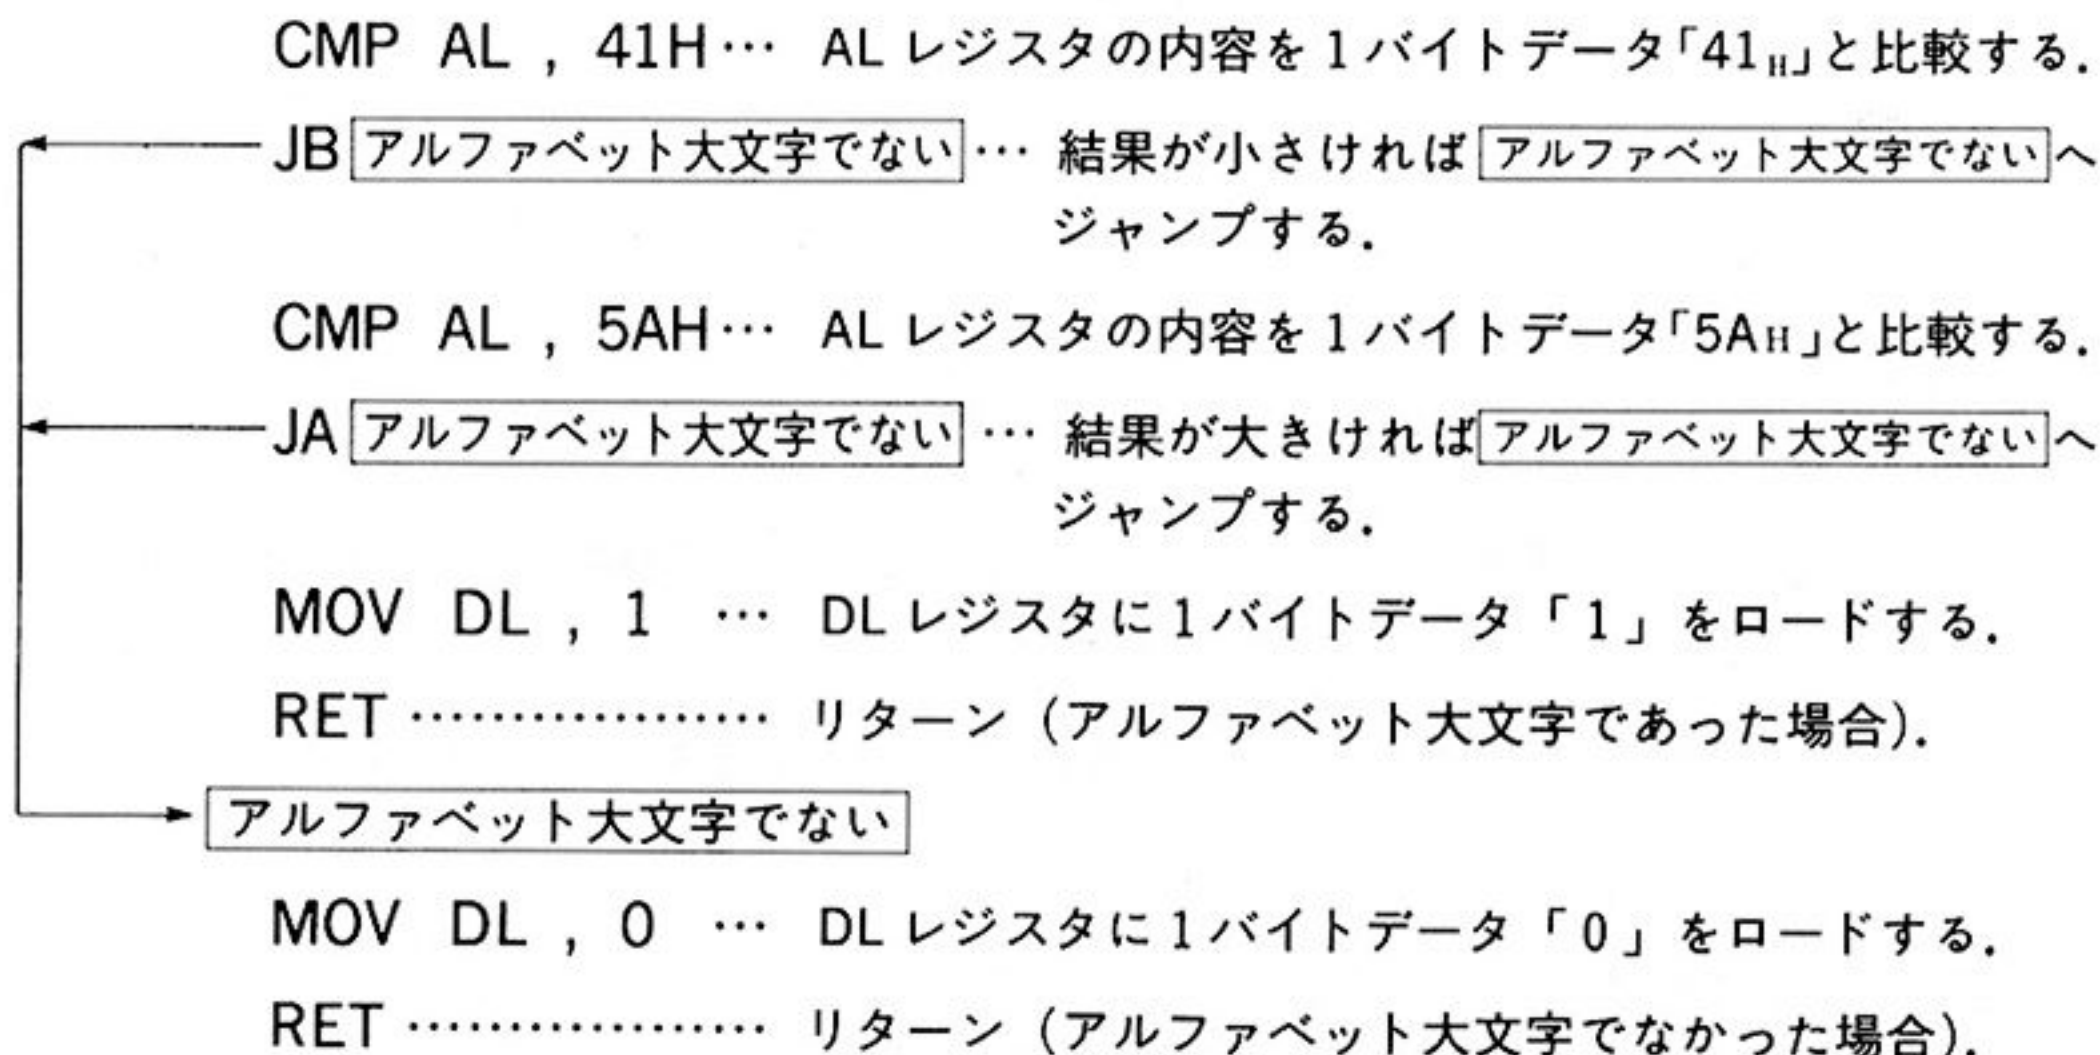 CMP AL , 41H… ALレジスタの内容を1バイトデータ「41H」と比較する.
JB アルファベット大文字でない … 結果が小さければ アルファベット大文字でない へ
ジャンプする.
CMP AL , 5AH… ALレジスタの内容を1バイトデータ「5AH」と比較する.
JA アルファベット大文字でない … 結果が大きければ アルファベット大文字でない へ
ジャンプする.
MOV DL , 1 … DLレジスタに1バイトデータ「1」をロードする.
RET ……………… リターン (アルファベット大文字であった場合).
アルファベット大文字でない
MOV DL , 0 … DLレジスタに1バイトデータ「0」をロードする.
RET ……………… リターン (アルファベット大文字でなかった場合).